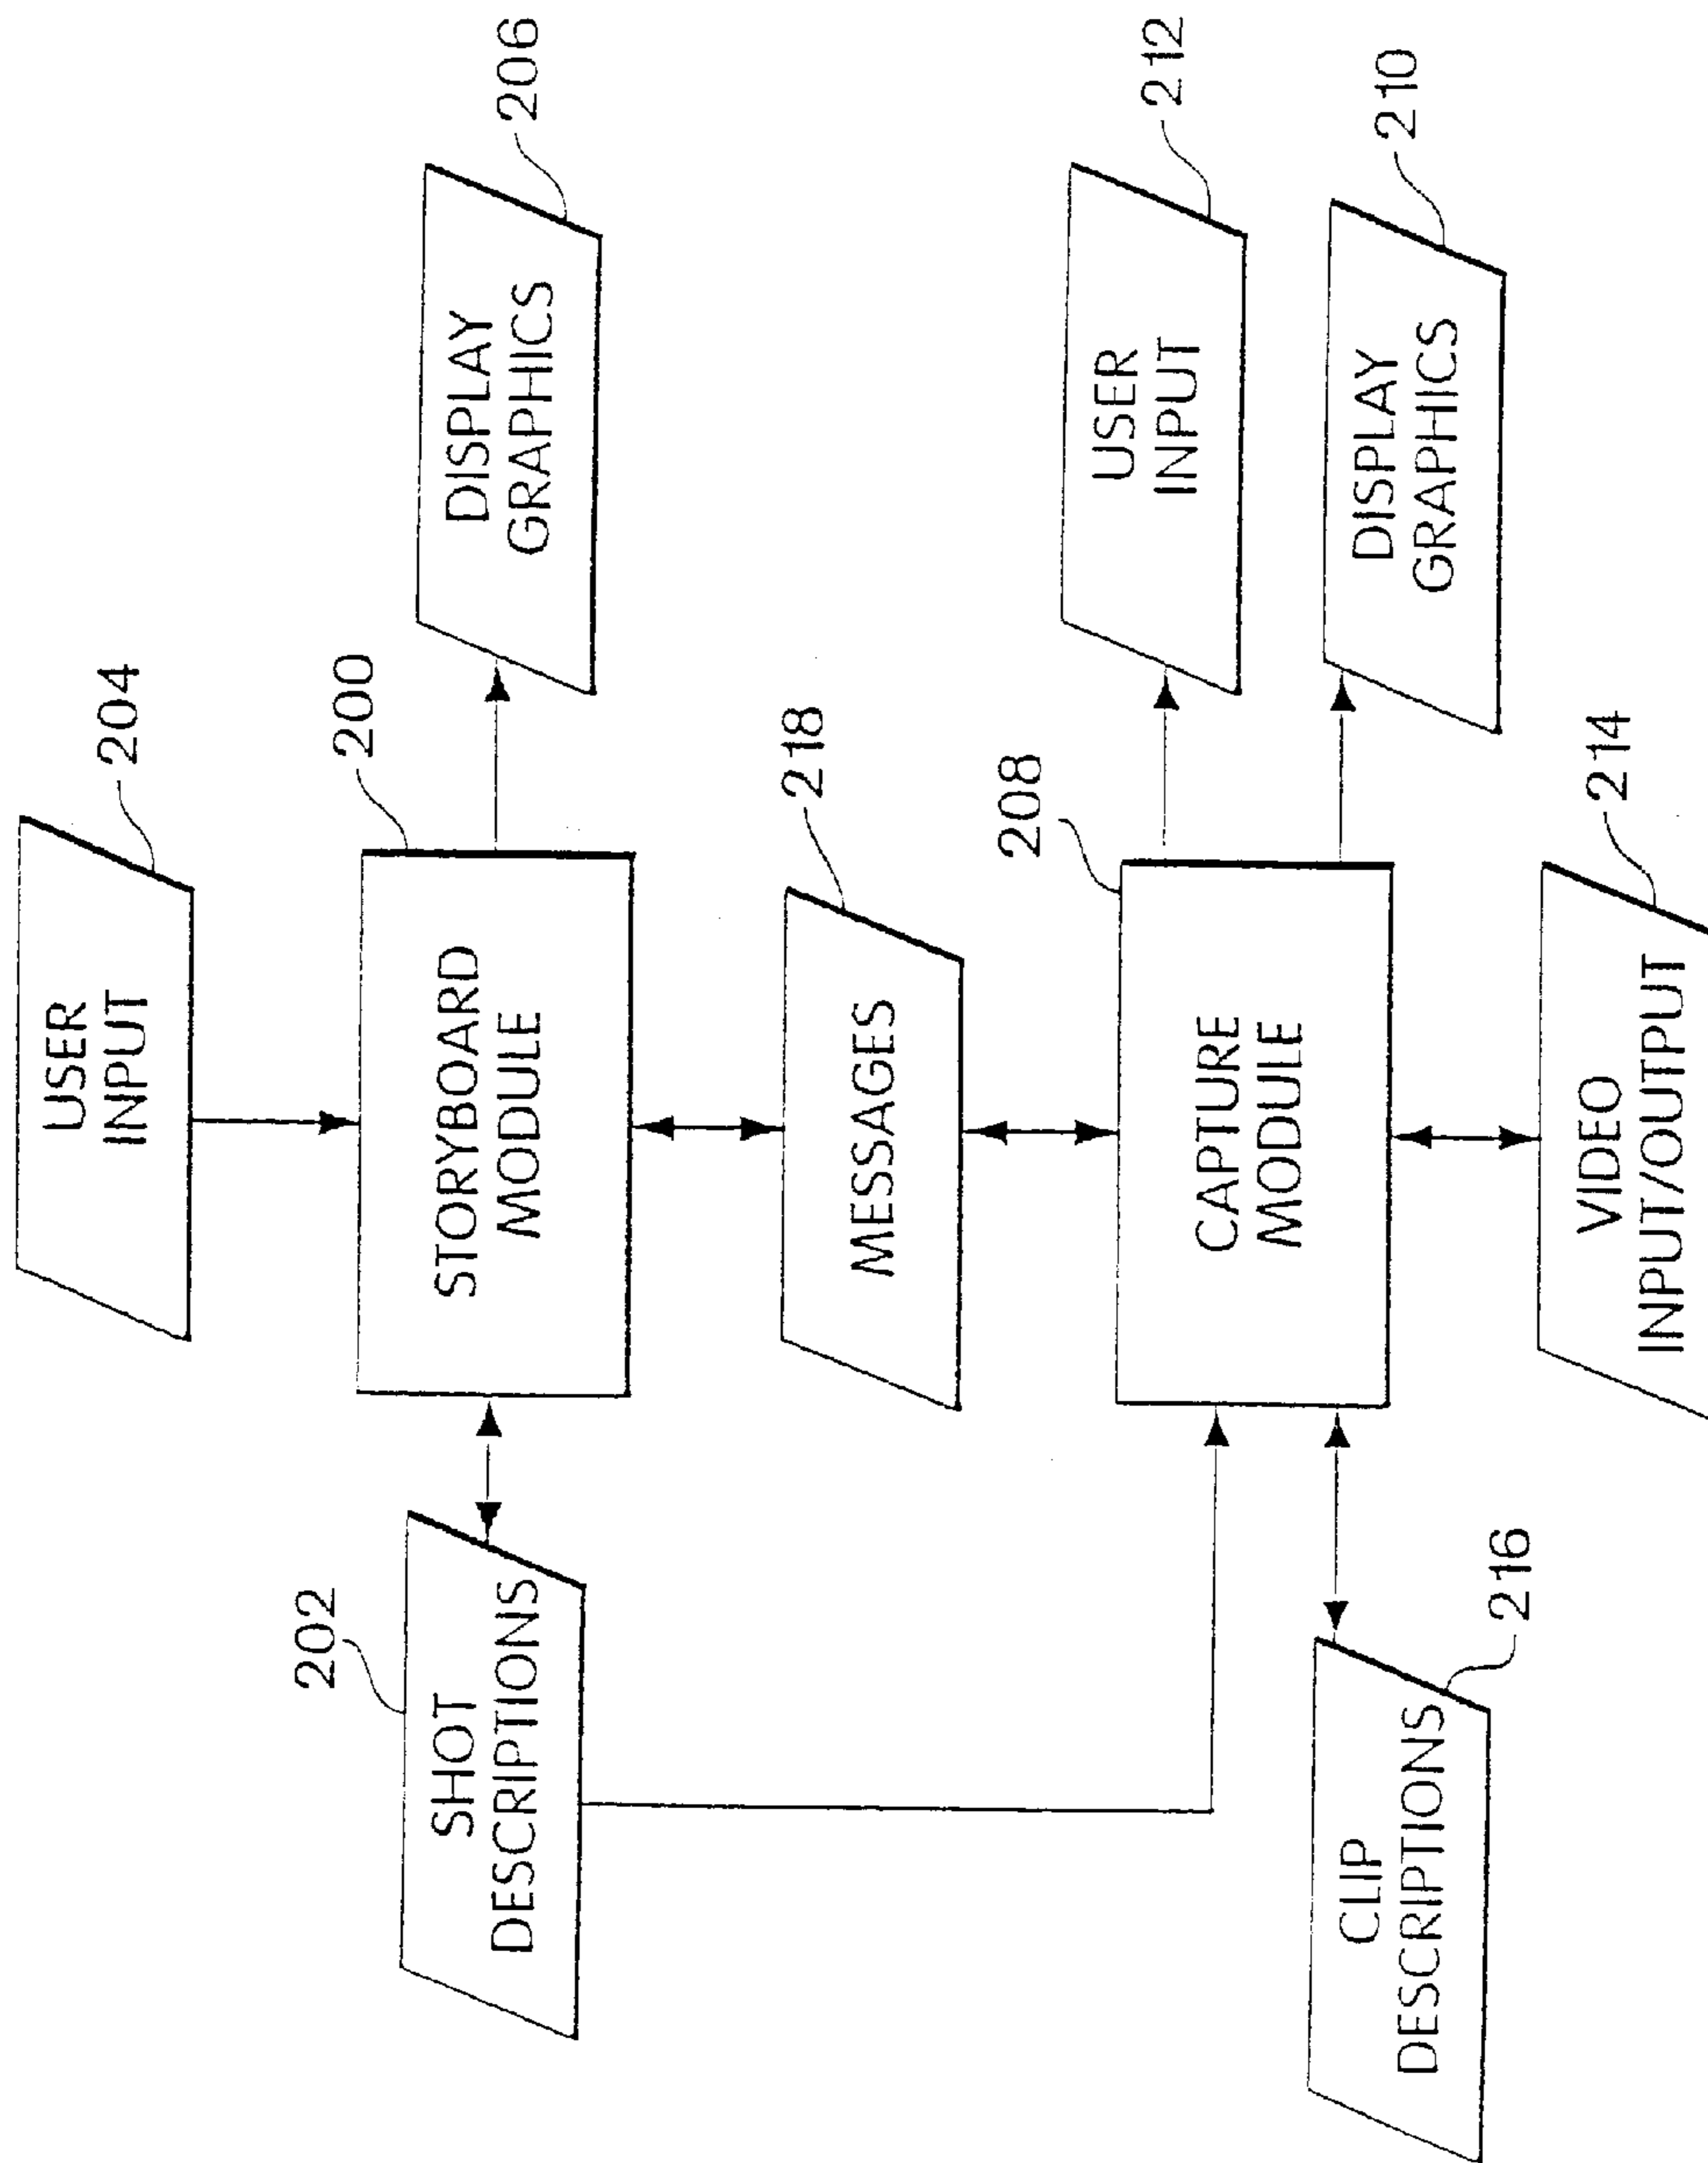 USER
INPUT
204
SHOT
DESCRIPTIONS
202
STORYBOARD
MODULE
200
DISPLAY
GRAPHICS
206
MESSAGES
218
CAPTURE
MODULE
208
USER
INPUT
212
DISPLAY
GRAPHICS
210
CLIP
DESCRIPTIONS
216
VIDEO
INPUT/OUTPUT
214